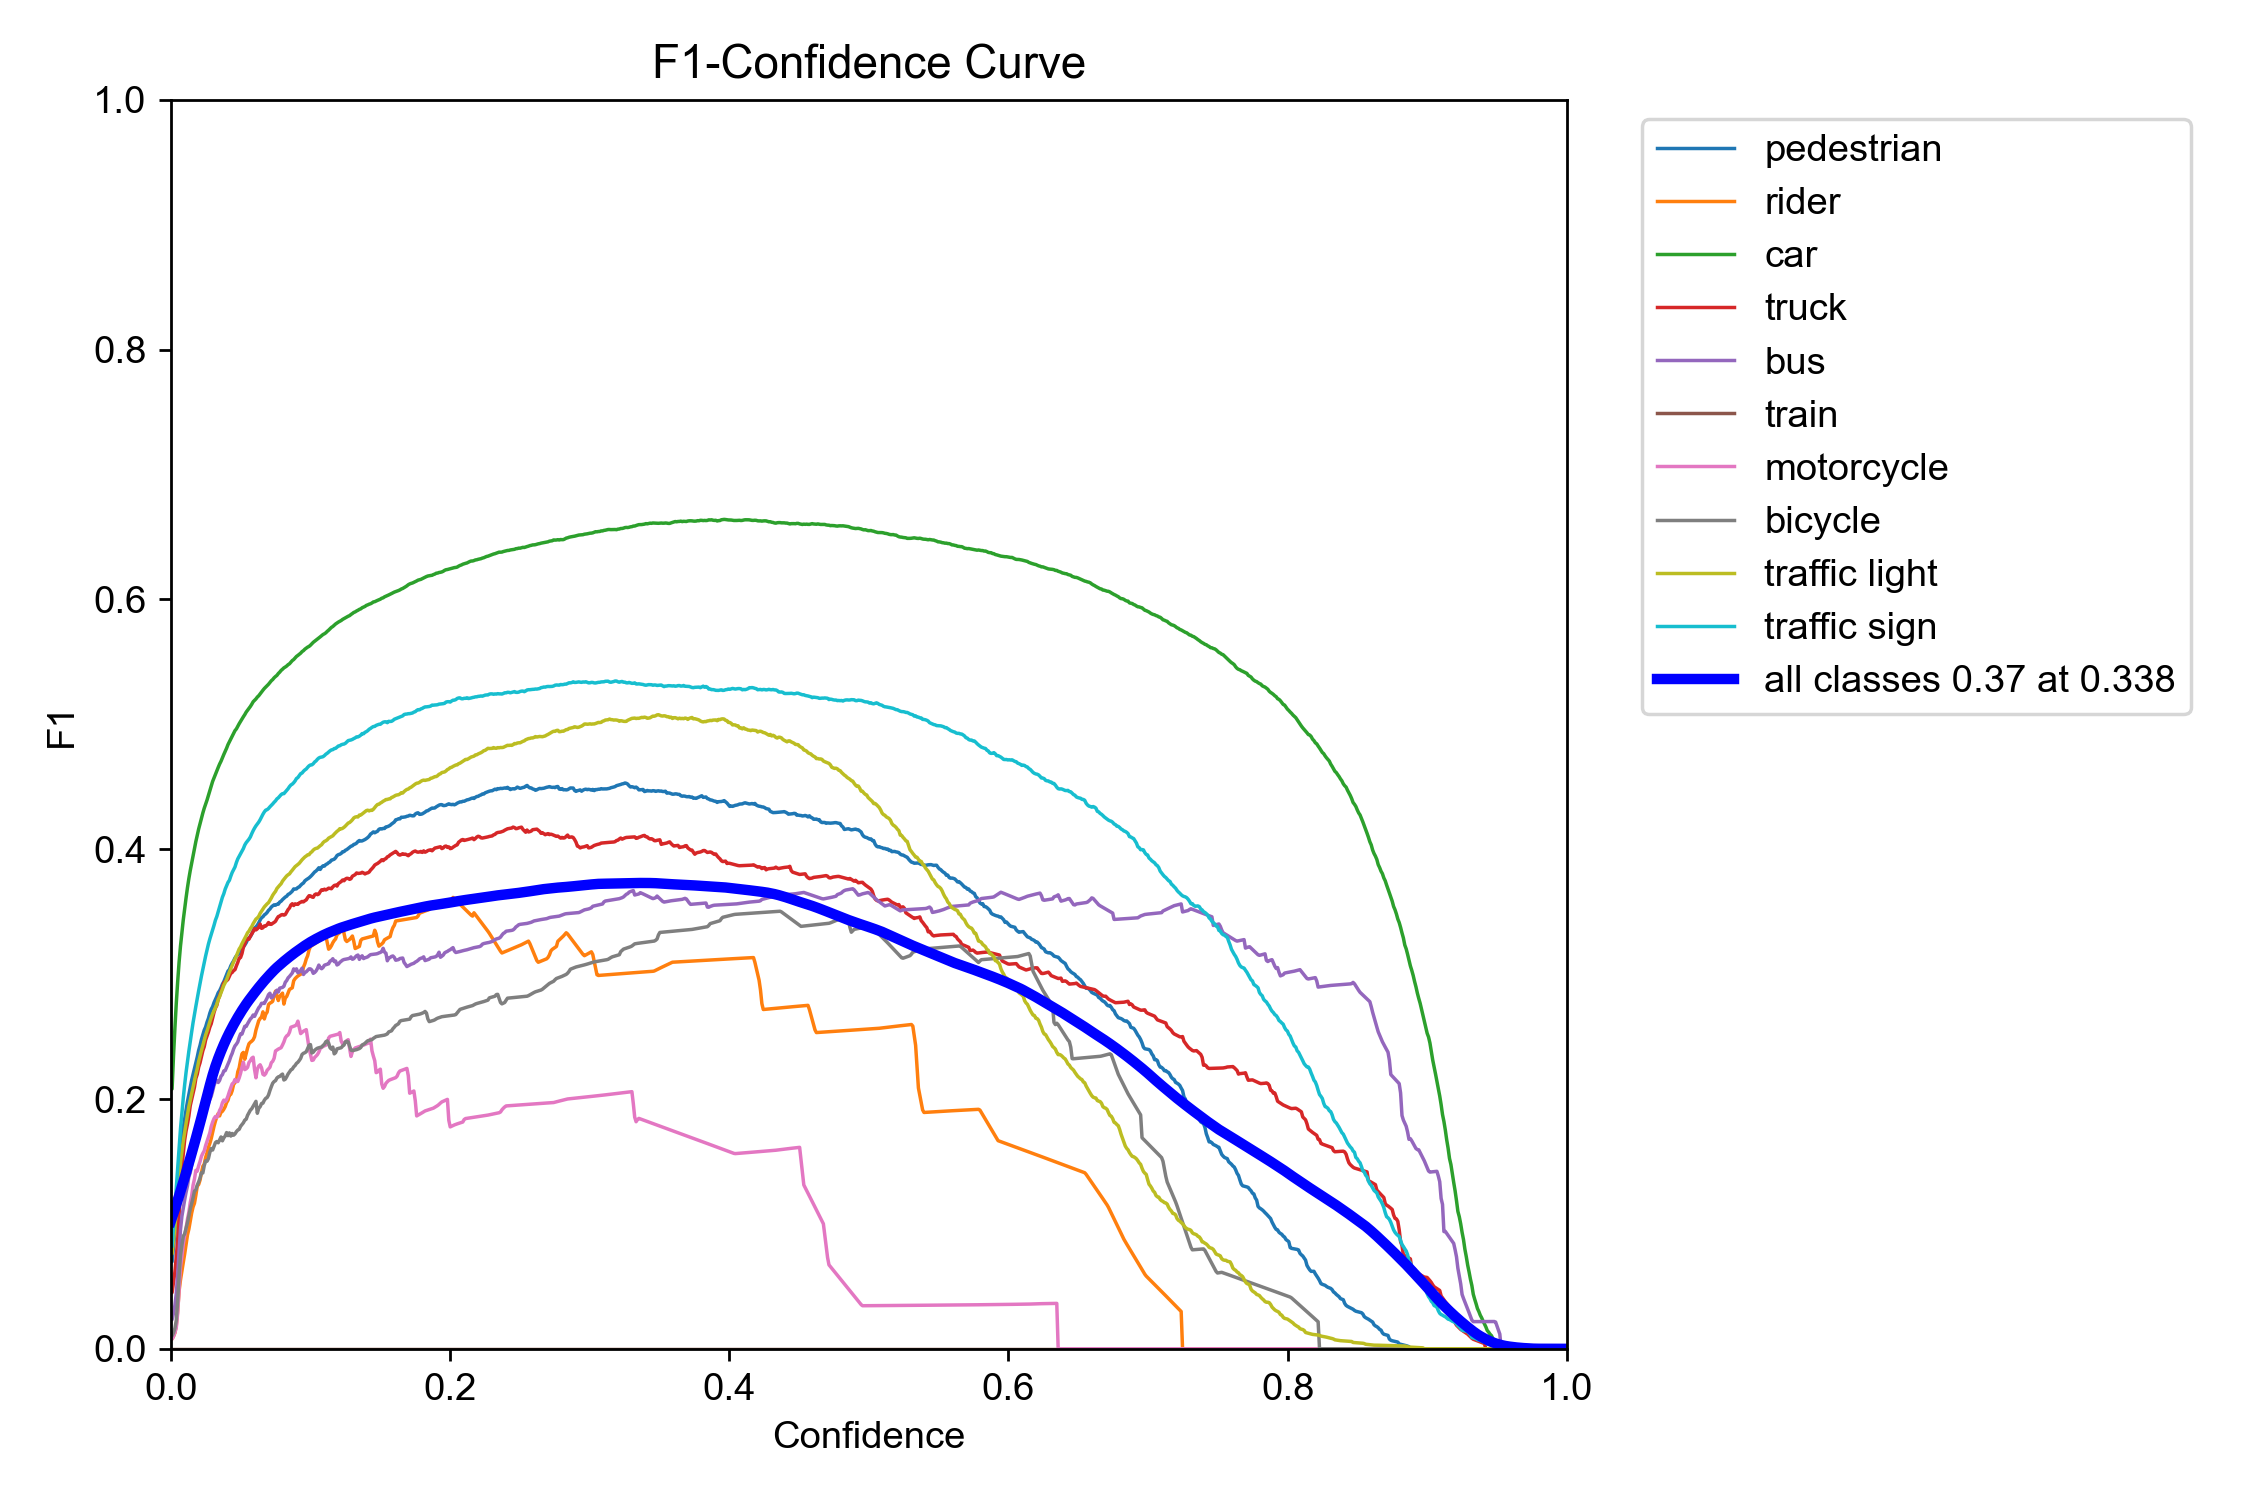 F1-Confidence Curve
1.0
0.8
0.6
0.4
0.2
0.0
F1
0.0 0.2 0.4 0.6 0.8 1.0
Confidence
pedestrian
rider
car
truck
bus
train
motorcycle
bicycle
traffic light
traffic sign
all classes 0.37 at 0.338